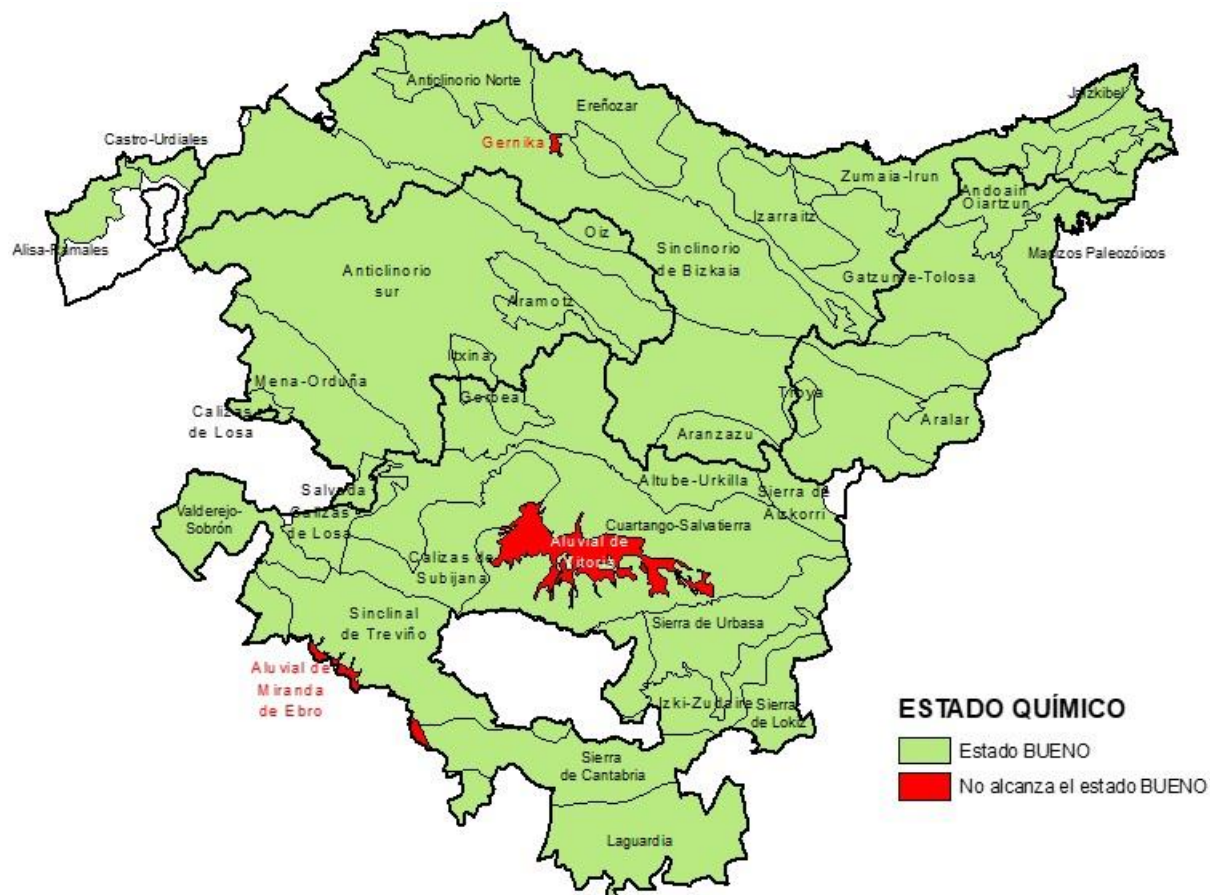 Anticlinorio Norte
Ereñozar
Jaizkibel
Castro-Urdiales
Gernika
Zumaia-Irun
Andoain
Oiartzun
Izarraitz
Oiz
Alisa-Ramales
Sinclinorio
de Bizkaia
Macizos Paleozóicos
Anticlinorio
sur
Gatzume-Tolosa
Aramotz
Itxina
Mena-Orduña
Gorbea
Troya
Calizas
de Losa
Aralar
Aranzazu
Altube-Urkilla
Salvada
Sierra de
Aizkorri
Valderejo-
Sobrón
Calizas
de Losa
Cuartango-Salvatierra
Aluvial de
Vitoria
Calizas de
Subijana
Sinclinal
de Treviño
Sierra de Urbasa
Aluvial de
Miranda
de Ebro
Izki-Zudaire
Sierra
de Lokiz
ESTADO QUÍMICO
Estado BUENO
No alcanza el estado BUENO
Sierra
de Cantabria
Laguardia